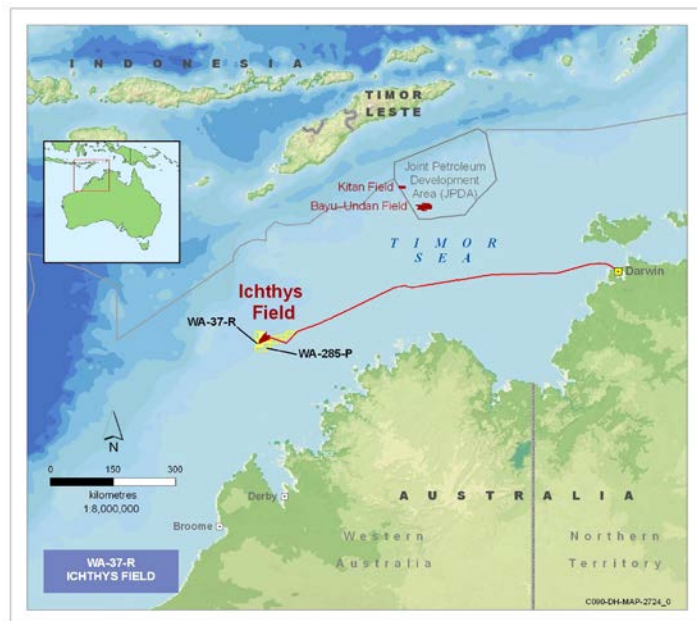 INDONESIA
TIMOR
LESTE
Joint Petroleum
Development
Area (JPDA)
Kitan Field
Bayu-Undan Field
TIMOR
SEA
Darwin
Ichthys
Field
WA-37-R
WA-285-P
N
0 150 300
kilometres
1:8,000,000
Derby
Broome
AUSTRALIA
Western
Australia
Northern
Territory
WA-37-R
ICHTHYS FIELD
C090-DH-MAP-2724_0